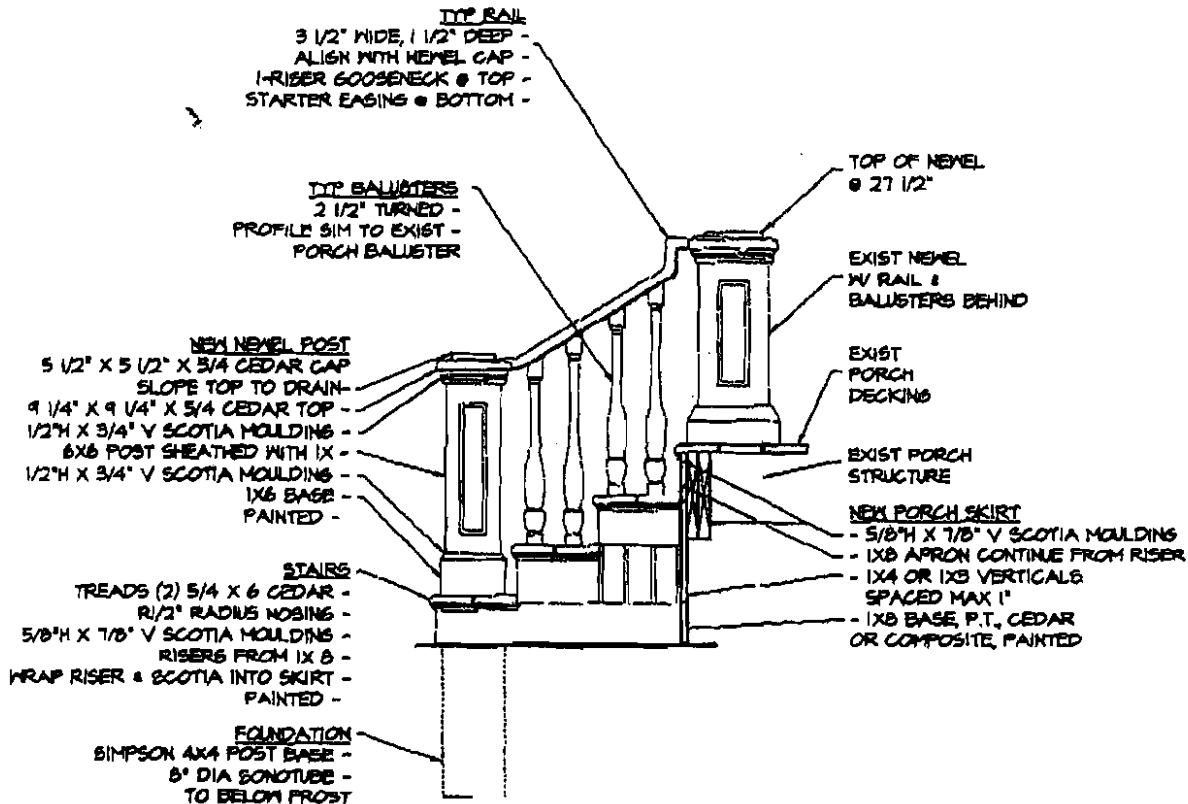 TYP RAIL
3 1/2" WIDE, 1 1/2" DEEP -
ALIGN WITH NEWEL CAP -
1-RISER GOOSENECK @ TOP -
STARTER EASING @ BOTTOM -
TYP BALUSTERS
2 1/2" TURNED -
PROFILE SIM TO EXIST -
PORCH BALUSTER
NEW NEWEL POST
5 1/2" X 5 1/2" X 5/4 CEDAR CAP
SLOPE TOP TO DRAIN -
9 1/4" X 9 1/4" X 5/4 CEDAR TOP -
1/2"H X 3/4" V SCOTIA MOULDING -
6X6 POST SHEATHED WITH 1X -
1/2"H X 3/4" V SCOTIA MOULDING -
1X6 BASE -
PAINTED -
STAIRS
TREADS (2) 5/4 X 6 CEDAR -
R1/2" RADIUS NOSING -
5/8"H X 7/8" V SCOTIA MOULDING -
RISERS FROM 1X 8 -
WRAP RISER & SCOTIA INTO SKIRT -
PAINTED -
FOUNDATION
SIMPSON 4X4 POST BASE -
8" DIA SONOTUBE -
TO BELOW FROST
TOP OF NEWEL
@ 27 1/2"
EXIST NEWEL
W/ RAIL &
BALUSTERS BEHIND
EXIST
PORCH
DECKING
EXIST PORCH
STRUCTURE
NEW PORCH SKIRT
- 5/8"H X 7/8" V SCOTIA MOULDING
- 1X8 APRON CONTINUE FROM RISER
- 1X4 OR 1X3 VERTICALS
SPACED MAX 1"
- 1X8 BASE, P.T., CEDAR
OR COMPOSITE, PAINTED